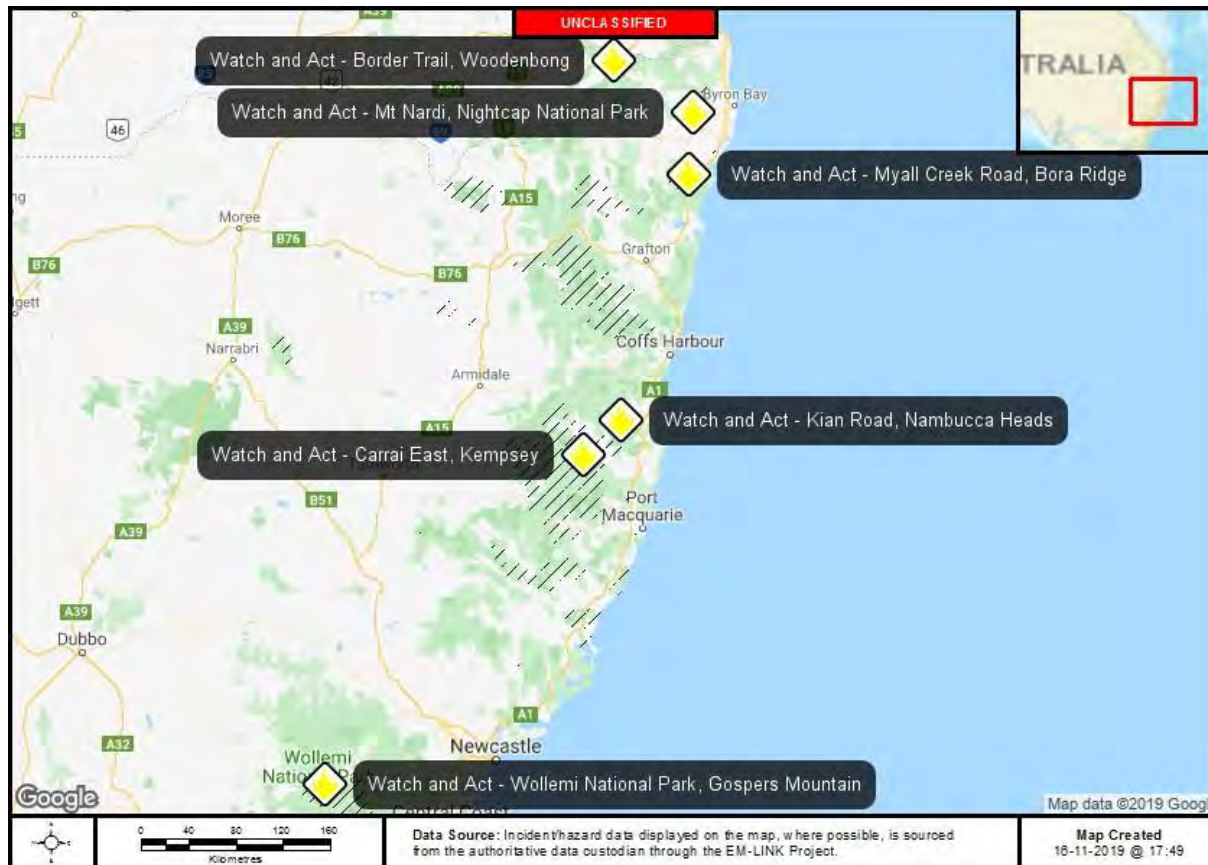 UNCLASSIFIED
Watch and Act - Border Trail, Woodenbong
TRALIA
Byron Bay
Watch and Act - Mt Nardi, Nightcap National Park
46
Watch and Act - Myall Creek Road, Bora Ridge
A15
Moree
B76
Grafton
B76
B76
A39
Narrabri
Coffs Harbour
Armidale
A1
Watch and Act - Kian Road, Nambucca Heads
A15
Watch and Act - Carrai East, Kempsey
B51
Port
Macquarie
A39
A39
Dubbo
A1
A32
Newcastle
Wollemi
National Park
Watch and Act - Wollemi National Park, Gospers Mountain
Central Coast
Google
Map data ©2019 Googl
0 40 80 120 160
Kilometres
Data Source: Incident/hazard data displayed on the map, where possible, is sourced
from the authoritative data custodian through the EM-LINK Project.
Map Created
16-11-2019 @ 17:49